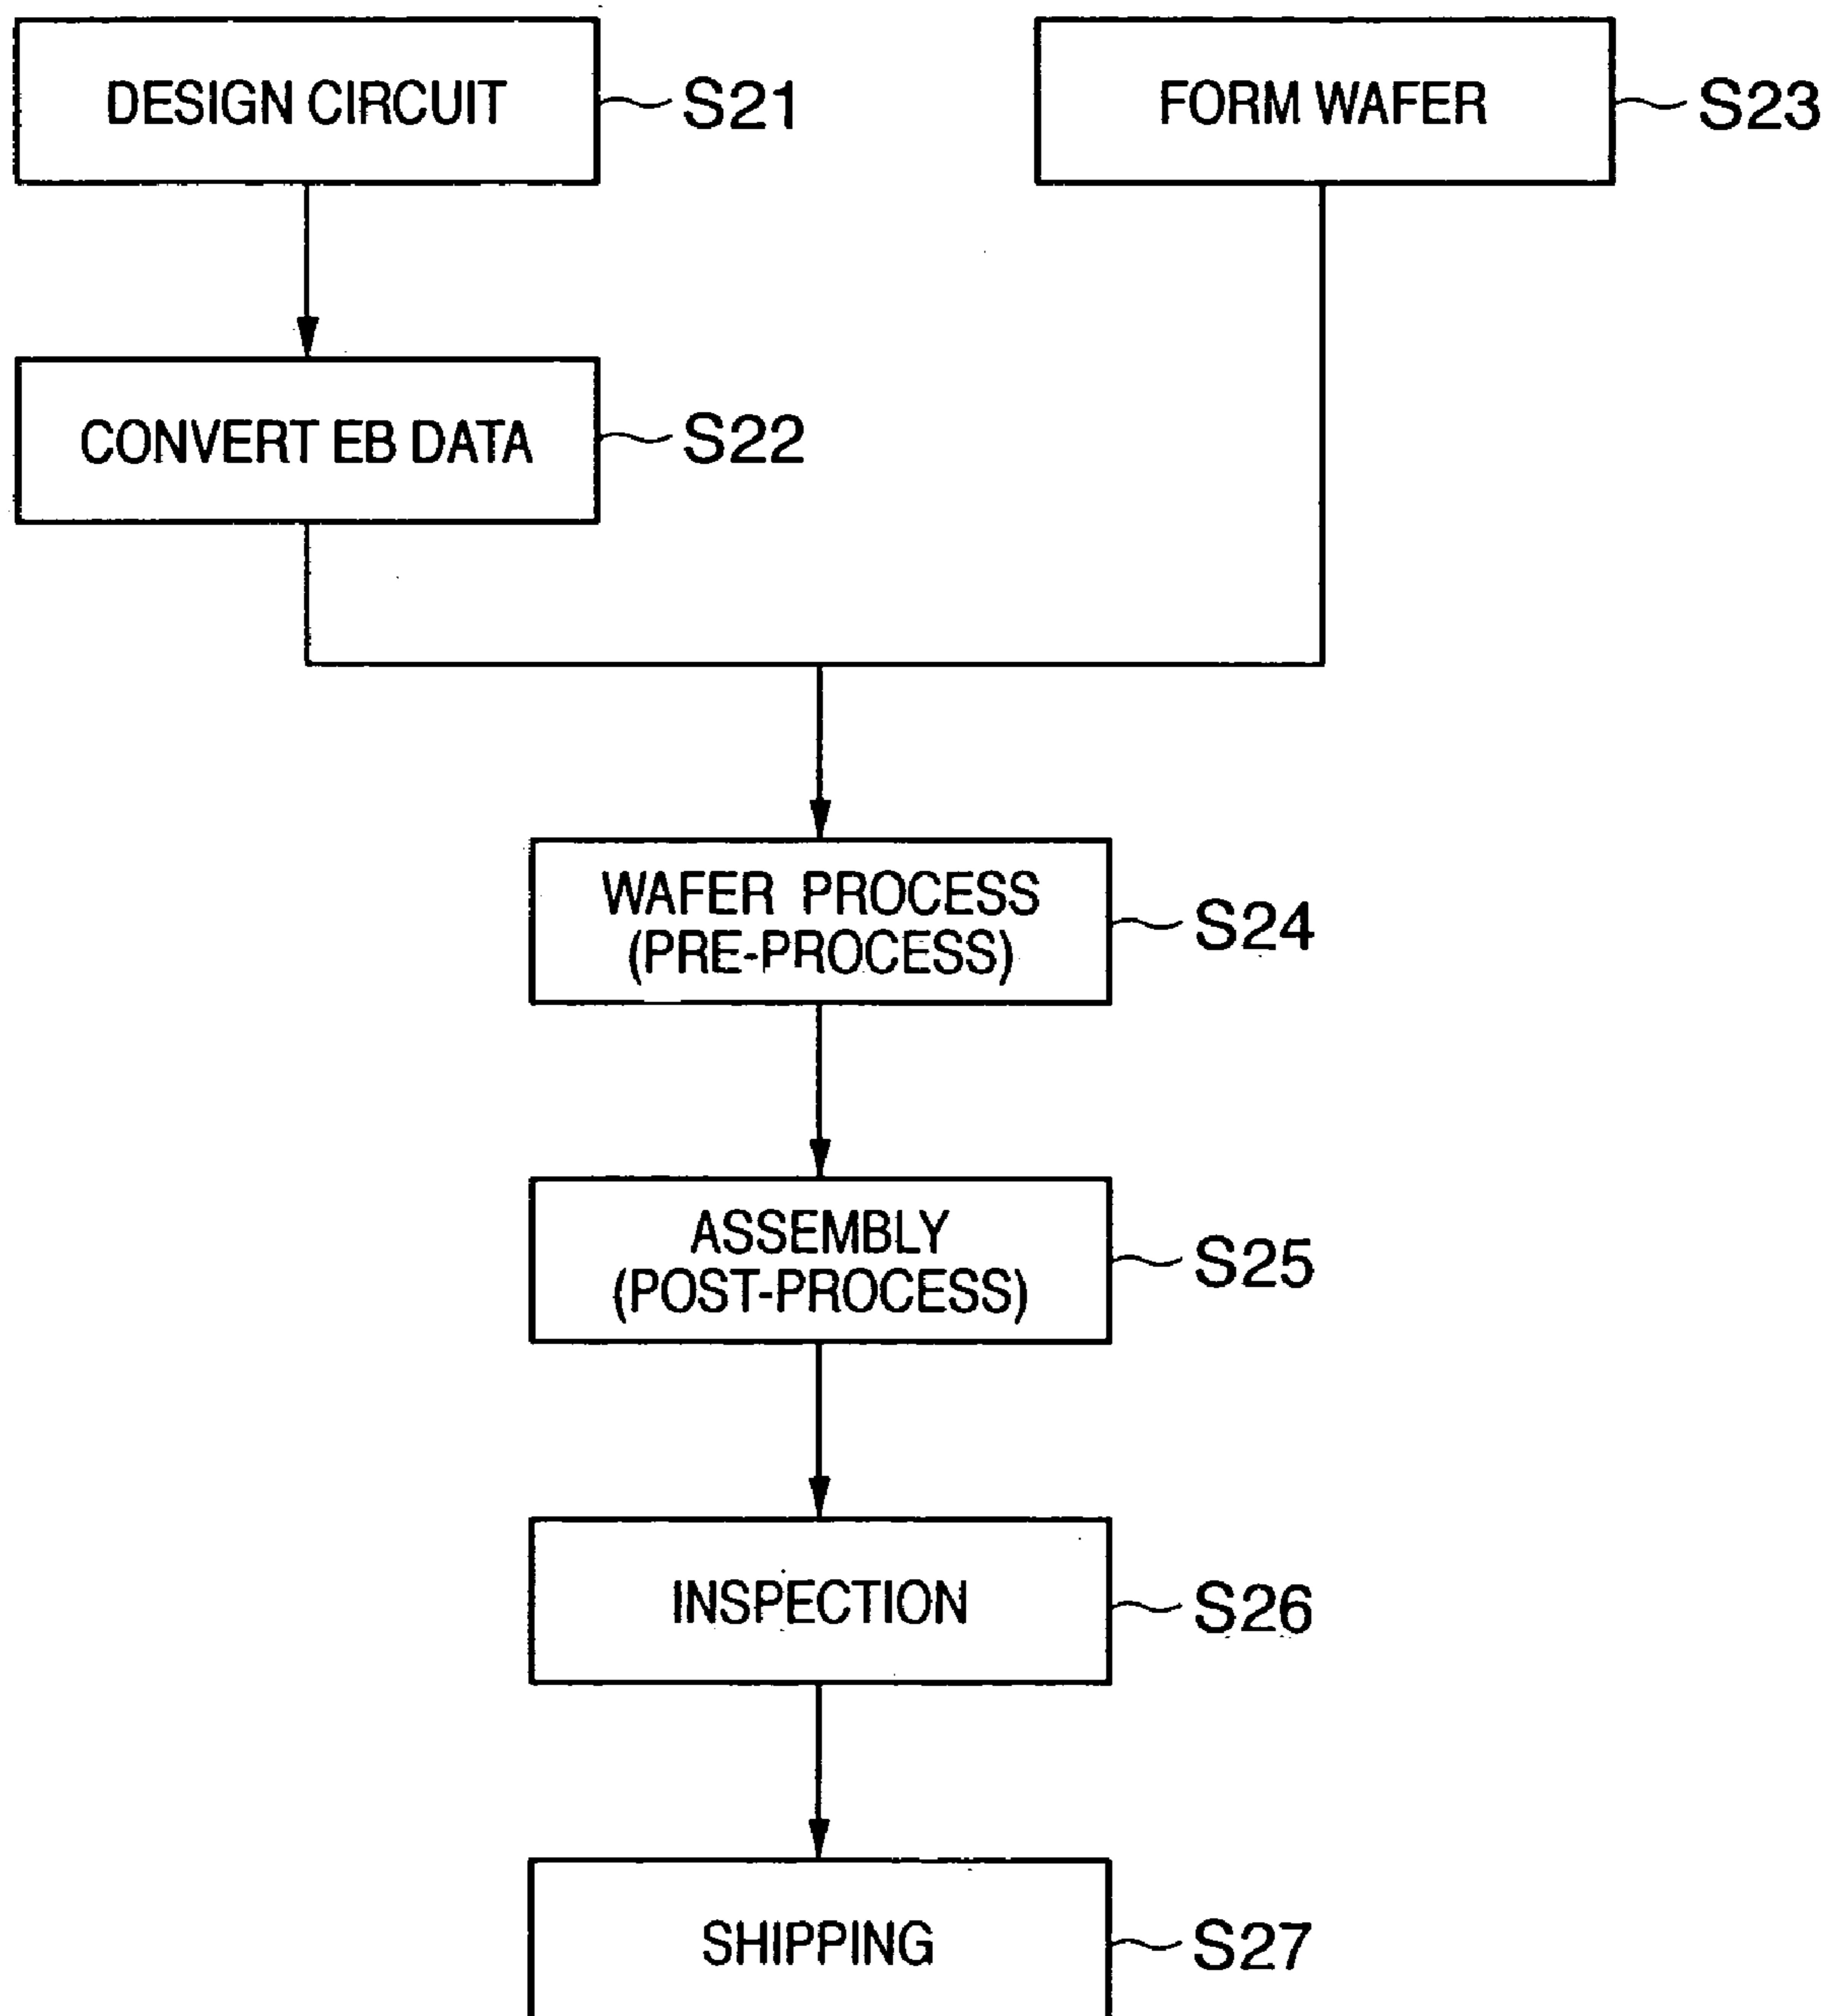 DESIGN CIRCUIT
S21
FORM WAFER
S23
CONVERT EB DATA
S22
WAFER PROCESS
(PRE-PROCESS)
S24
ASSEMBLY
(POST-PROCESS)
S25
INSPECTION
S26
SHIPPING
S27